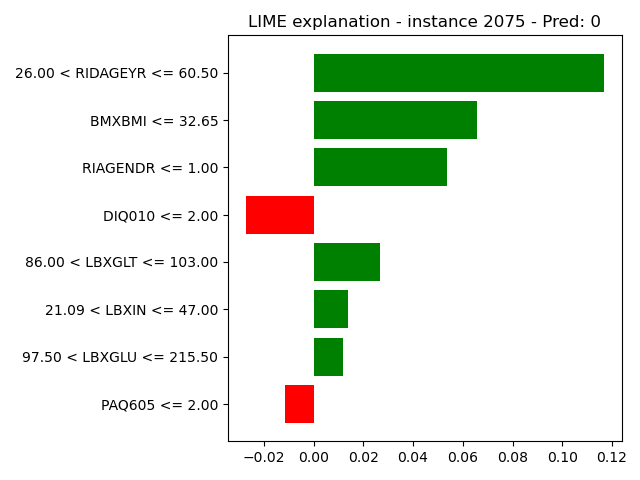 LIME explanation - instance 2075 - Pred: 0
26.00 < RIDAGEYR <= 60.50
BMXBMI <= 32.65
RIAGENDR <= 1.00
DIQ010 <= 2.00
86.00 < LBXGLT <= 103.00
21.09 < LBXIN <= 47.00
97.50 < LBXGLU <= 215.50
PAQ605 <= 2.00
−0.02 0.00 0.02 0.04 0.06 0.08 0.10 0.12